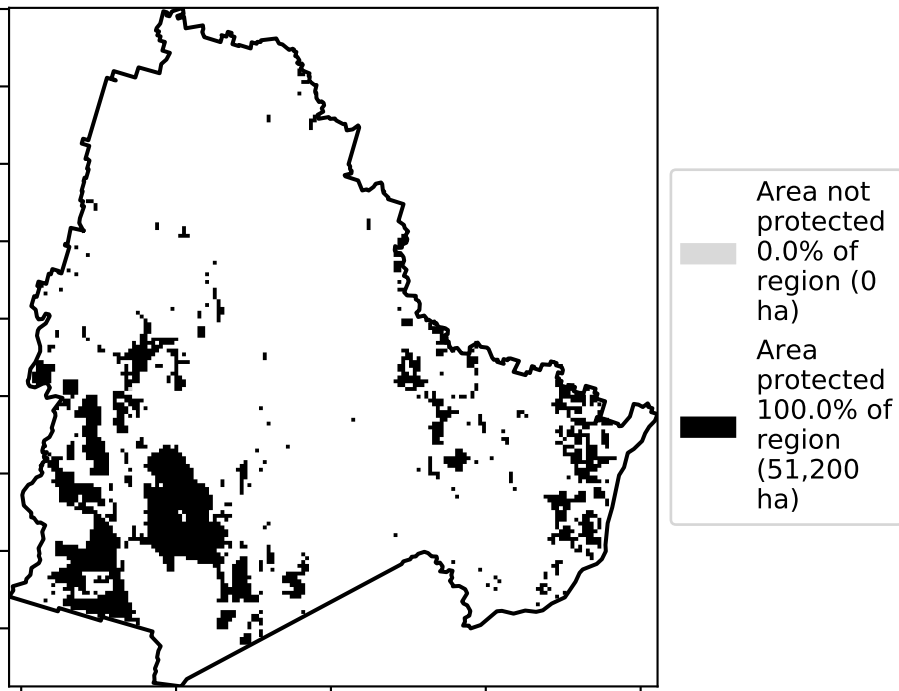 Area not
protected
0.0% of
region (0
ha)
Area
protected
100.0% of
region
(51,200
ha)